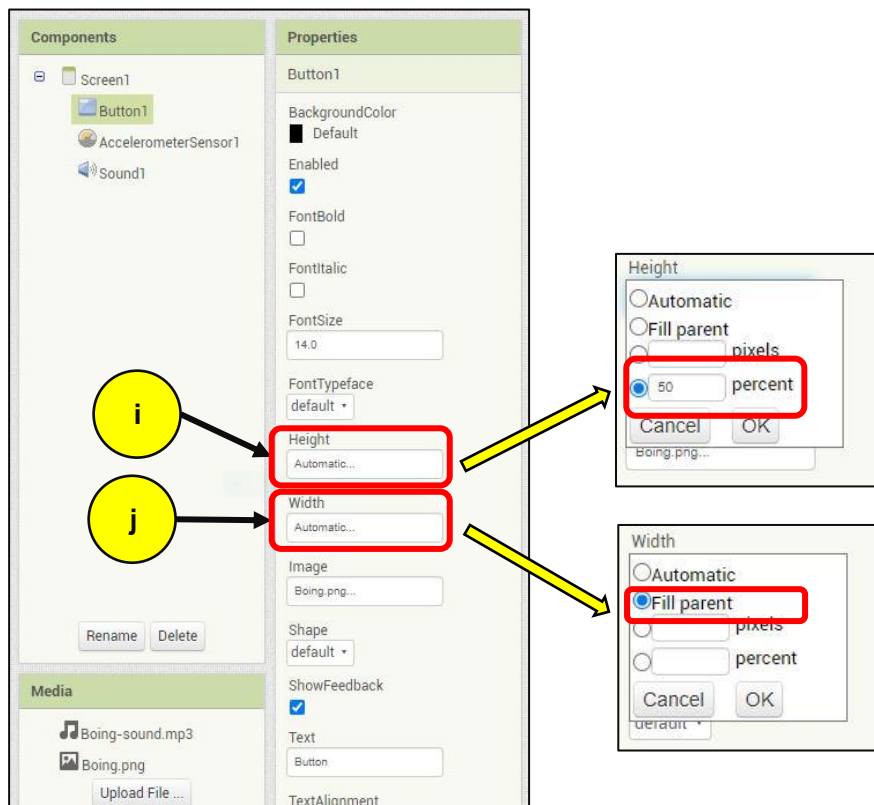 Components
Screen1
Button1
AccelerometerSensor1
Sound1
Rename Delete
Media
Boing-sound.mp3
Boing.png
Upload File ...
Properties
Button1
BackgroundColor
Default
Enabled
FontBold
FontItalic
FontSize
14.0
FontTypeface
default
Height
Automatic...
Width
Automatic...
Image
Boing.png...
Shape
default
ShowFeedback
Text
Button
TextAlignment
i
j
Height
Automatic
Fill parent
pixels
50 percent
Cancel OK
Boing.png...
Width
Automatic
Fill parent
pixels
percent
Cancel OK
default